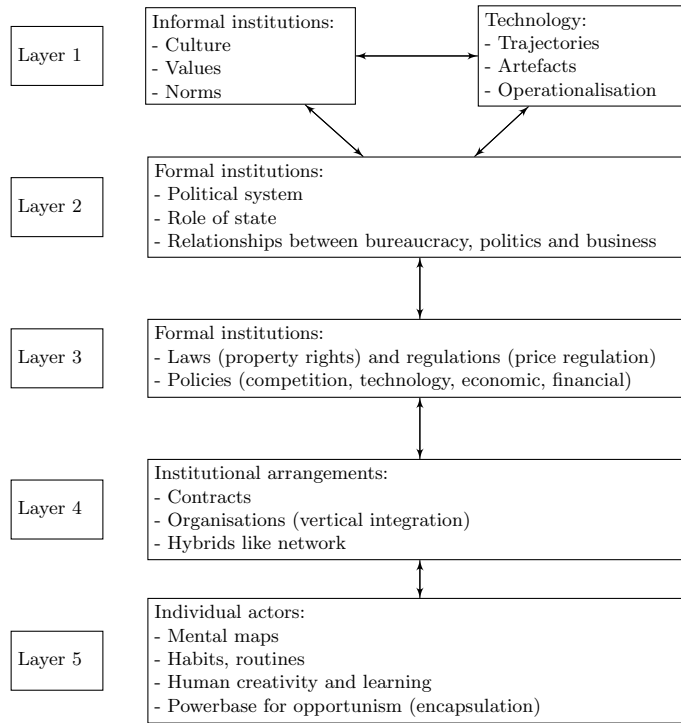 Layer 1
Informal institutions:
- Culture
- Values
- Norms
Technology:
- Trajectories
- Artefacts
- Operationalisation
Layer 2
Formal institutions:
- Political system
- Role of state
- Relationships between bureaucracy, politics and business
Layer 3
Formal institutions:
- Laws (property rights) and regulations (price regulation)
- Policies (competition, technology, economic, financial)
Layer 4
Institutional arrangements:
- Contracts
- Organisations (vertical integration)
- Hybrids like network
Layer 5
Individual actors:
- Mental maps
- Habits, routines
- Human creativity and learning
- Powerbase for opportunism (encapsulation)